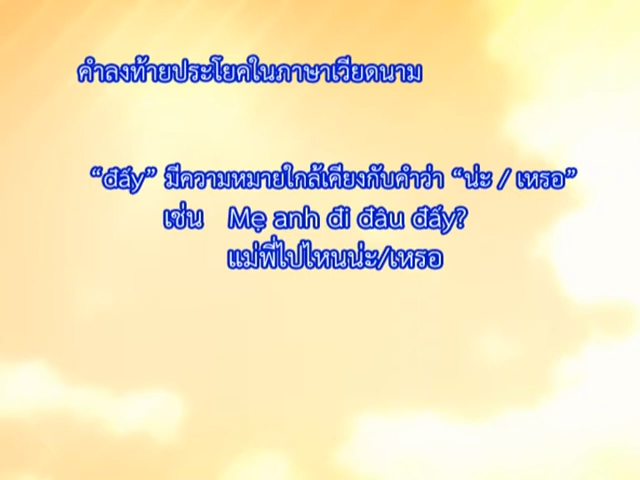 คำลงท้ายประโยคในภาษาเวียดนาม
“đấy” มีความหมายใกล้เคียงกับคำว่า “น่ะ / เหรอ”
เช่น Mẹ anh đi đâu đấy?
แม่พี่ไปไหนน่ะ/เหรอ